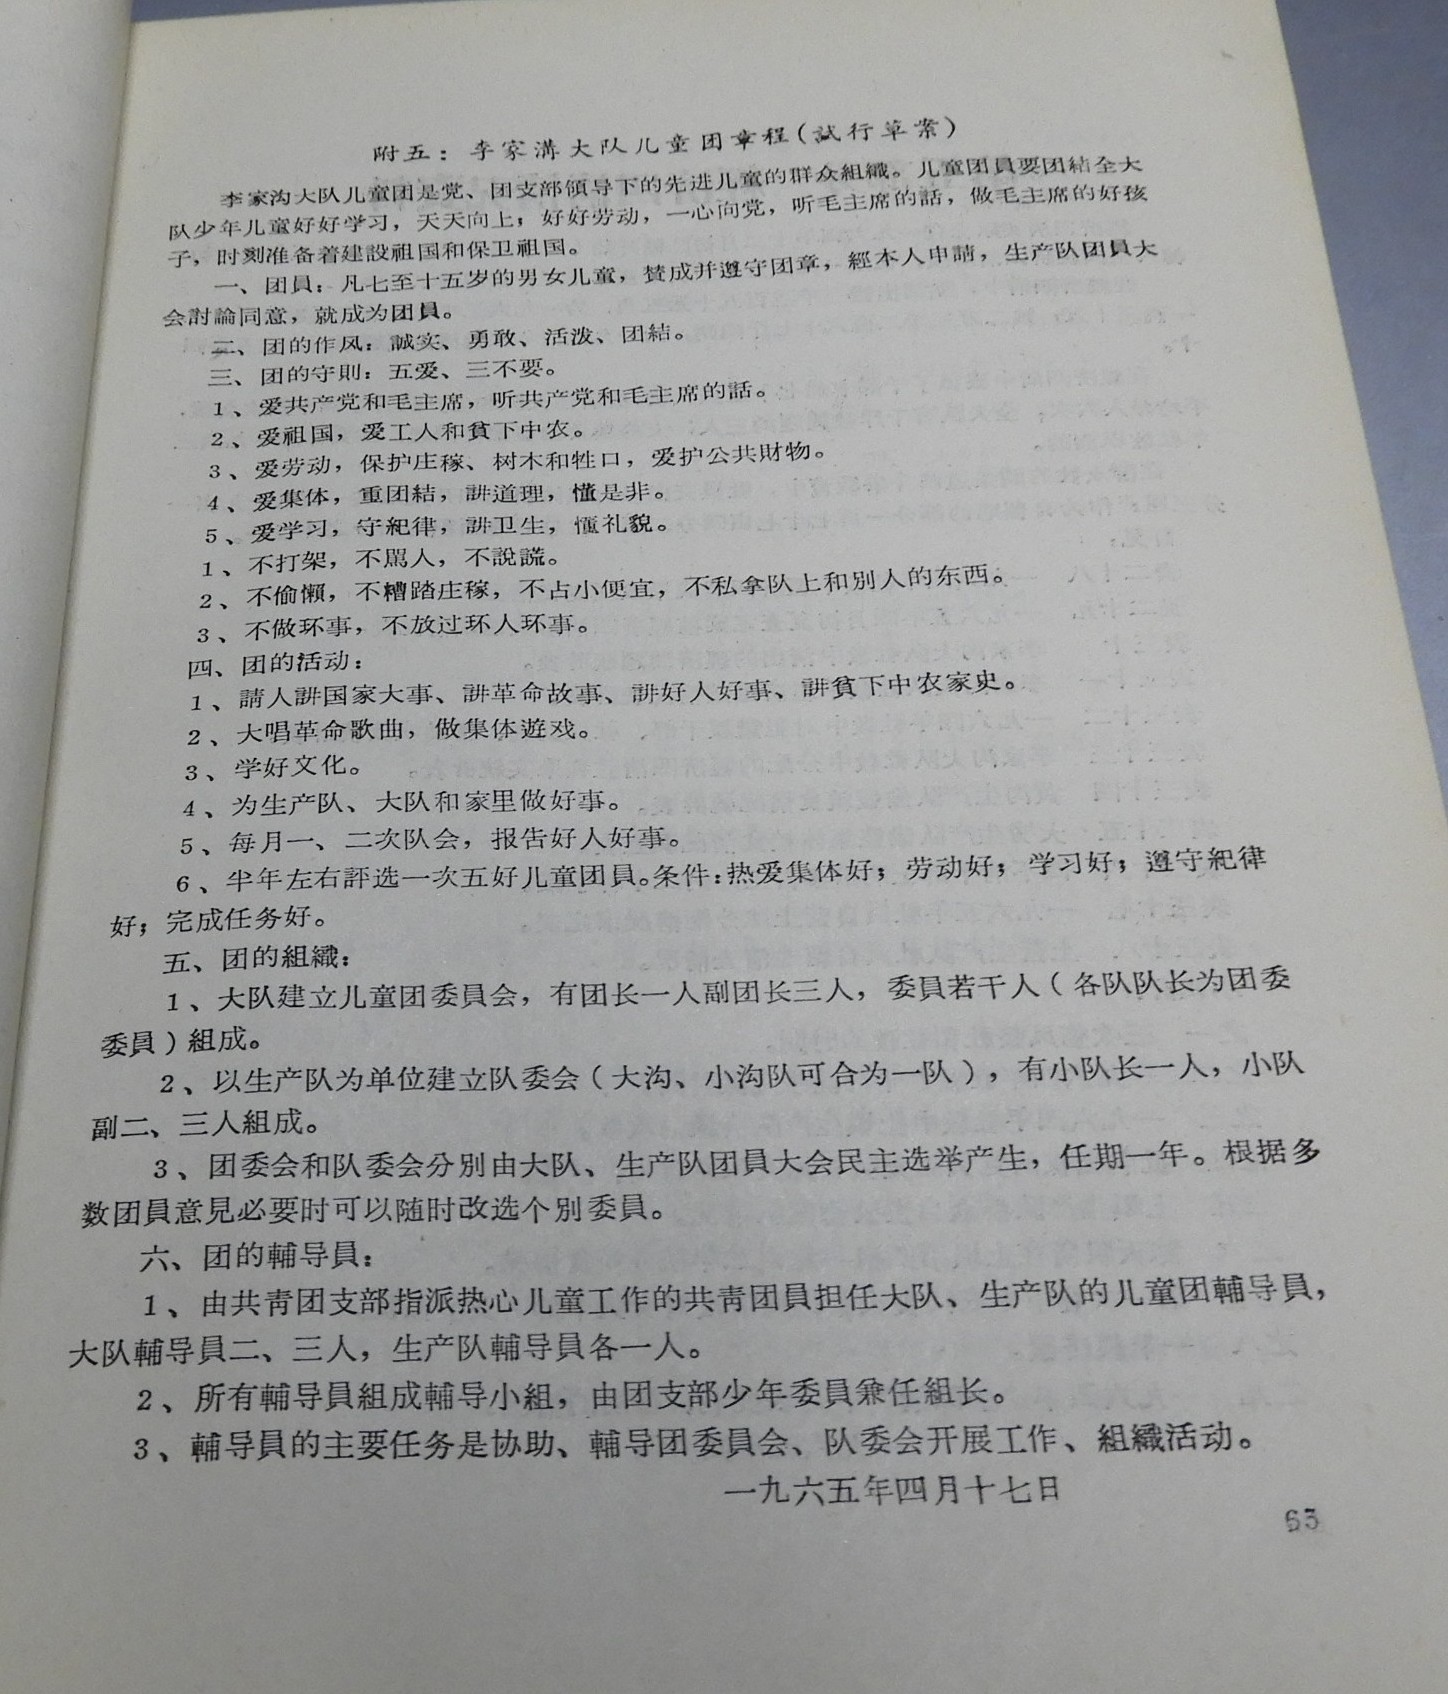 附五：李家溝大队儿童团章程（試行草案）
李家沟大队儿童团是党、团支部領导下的先进儿童的群众組織。儿童团員要团結全大
队少年儿童好好学习，天天向上；好好劳动，一心向党，听毛主席的話，做毛主席的好孩
子，时刻准备着建設祖国和保卫祖国。
一、团員：凡七至十五岁的男女儿童，賛成并遵守团章，經本人申請，生产队团員大
会討論同意，就成为团員。
二、团的作风：誠实、勇敢、活泼、团結。
三、团的守則：五爱、三不要。
1、爱共产党和毛主席，听共产党和毛主席的話。
2、爱祖国，爱工人和貧下中农。
3、爱劳动，保护庄稼、树木和牲口，爱护公共財物。
4、爱集体，重团結，講道理，懂是非。
5、爱学习，守紀律，講卫生，懂礼貌。
1、不打架，不駡人，不說謊。
2、不偷懶，不糟踏庄稼，不占小便宜，不私拿队上和別人的东西。
3、不做环事，不放过环人环事。
四、团的活动：
1、請人講国家大事、講革命故事、講好人好事、講貧下中农家史。
2、大唱革命歌曲，做集体遊戏。
3、学好文化。
4、为生产队、大队和家里做好事。
5、每月一、二次队会，报告好人好事。
6、半年左右評选一次五好儿童团員。条件：热爱集体好；劳动好；学习好；遵守紀律
好；完成任务好。
五、团的組織：
1、大队建立儿童团委員会，有团长一人副团长三人，委員若干人（各队队长为团委
委員）組成。
2、以生产队为单位建立队委会（大沟、小沟队可合为一队），有小队长一人，小队
副二、三人組成。
3、团委会和队委会分別由大队、生产队团員大会民主选举产生，任期一年。根据多
数团員意見必要时可以随时改选个別委員。
六、团的輔导員：
1、由共靑团支部指派热心儿童工作的共靑团員担任大队、生产队的儿童团輔导員，
大队輔导員二、三人，生产队輔导員各一人。
2、所有輔导員組成輔导小組，由团支部少年委員兼任組长。
3、輔导員的主要任务是协助、輔导团委員会、队委会开展工作、組織活动。
一九六五年四月十七日
63